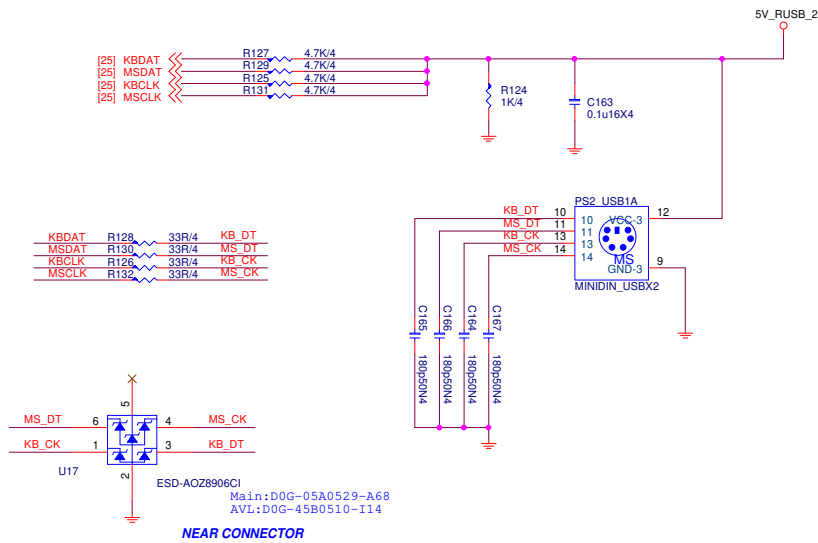 5V_RUSB_2
[25] KBDAT R127 4.7K/4
[25] MSDAT R129 4.7K/4
[25] KBCLK R125 4.7K/4
[25] MSCLK R131 4.7K/4
R124
1K/4
C163
0.1u16X4
PS2_USB1A
KB_DT 10 10 VCC-3 12
MS_DT 11 11
KB_CK 13 13
MS_CK 14 14
MS
GND-3 9
MINIDIN_USBX2
KBDAT R128 33R/4 KB_DT
MSDAT R130 33R/4 MS_DT
KBCLK R126 33R/4 KB_CK
MSCLK R132 33R/4 MS_CK
C165 C166 C164 C167
180p50N4 180p50N4 180p50N4 180p50N4
5
MS_DT 6 4 MS_CK
KB_CK 1 3 KB_DT
2
U17
ESD-AOZ8906CI
Main:D0G-05A0529-A68
AVL:D0G-45B0510-I14
NEAR CONNECTOR